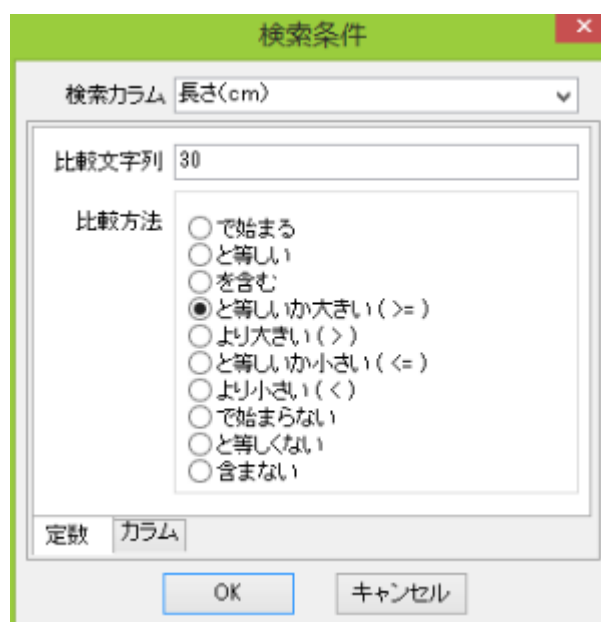 検索条件
検索カラム 長さ(cm)
比較文字列 30
比較方法
で始まる
と等しい
を含む
と等しいか大きい ( >= )
より大きい ( > )
と等しいか小さい ( <= )
より小さい ( < )
で始まらない
と等しくない
含まない
定数 カラム
OK キャンセル